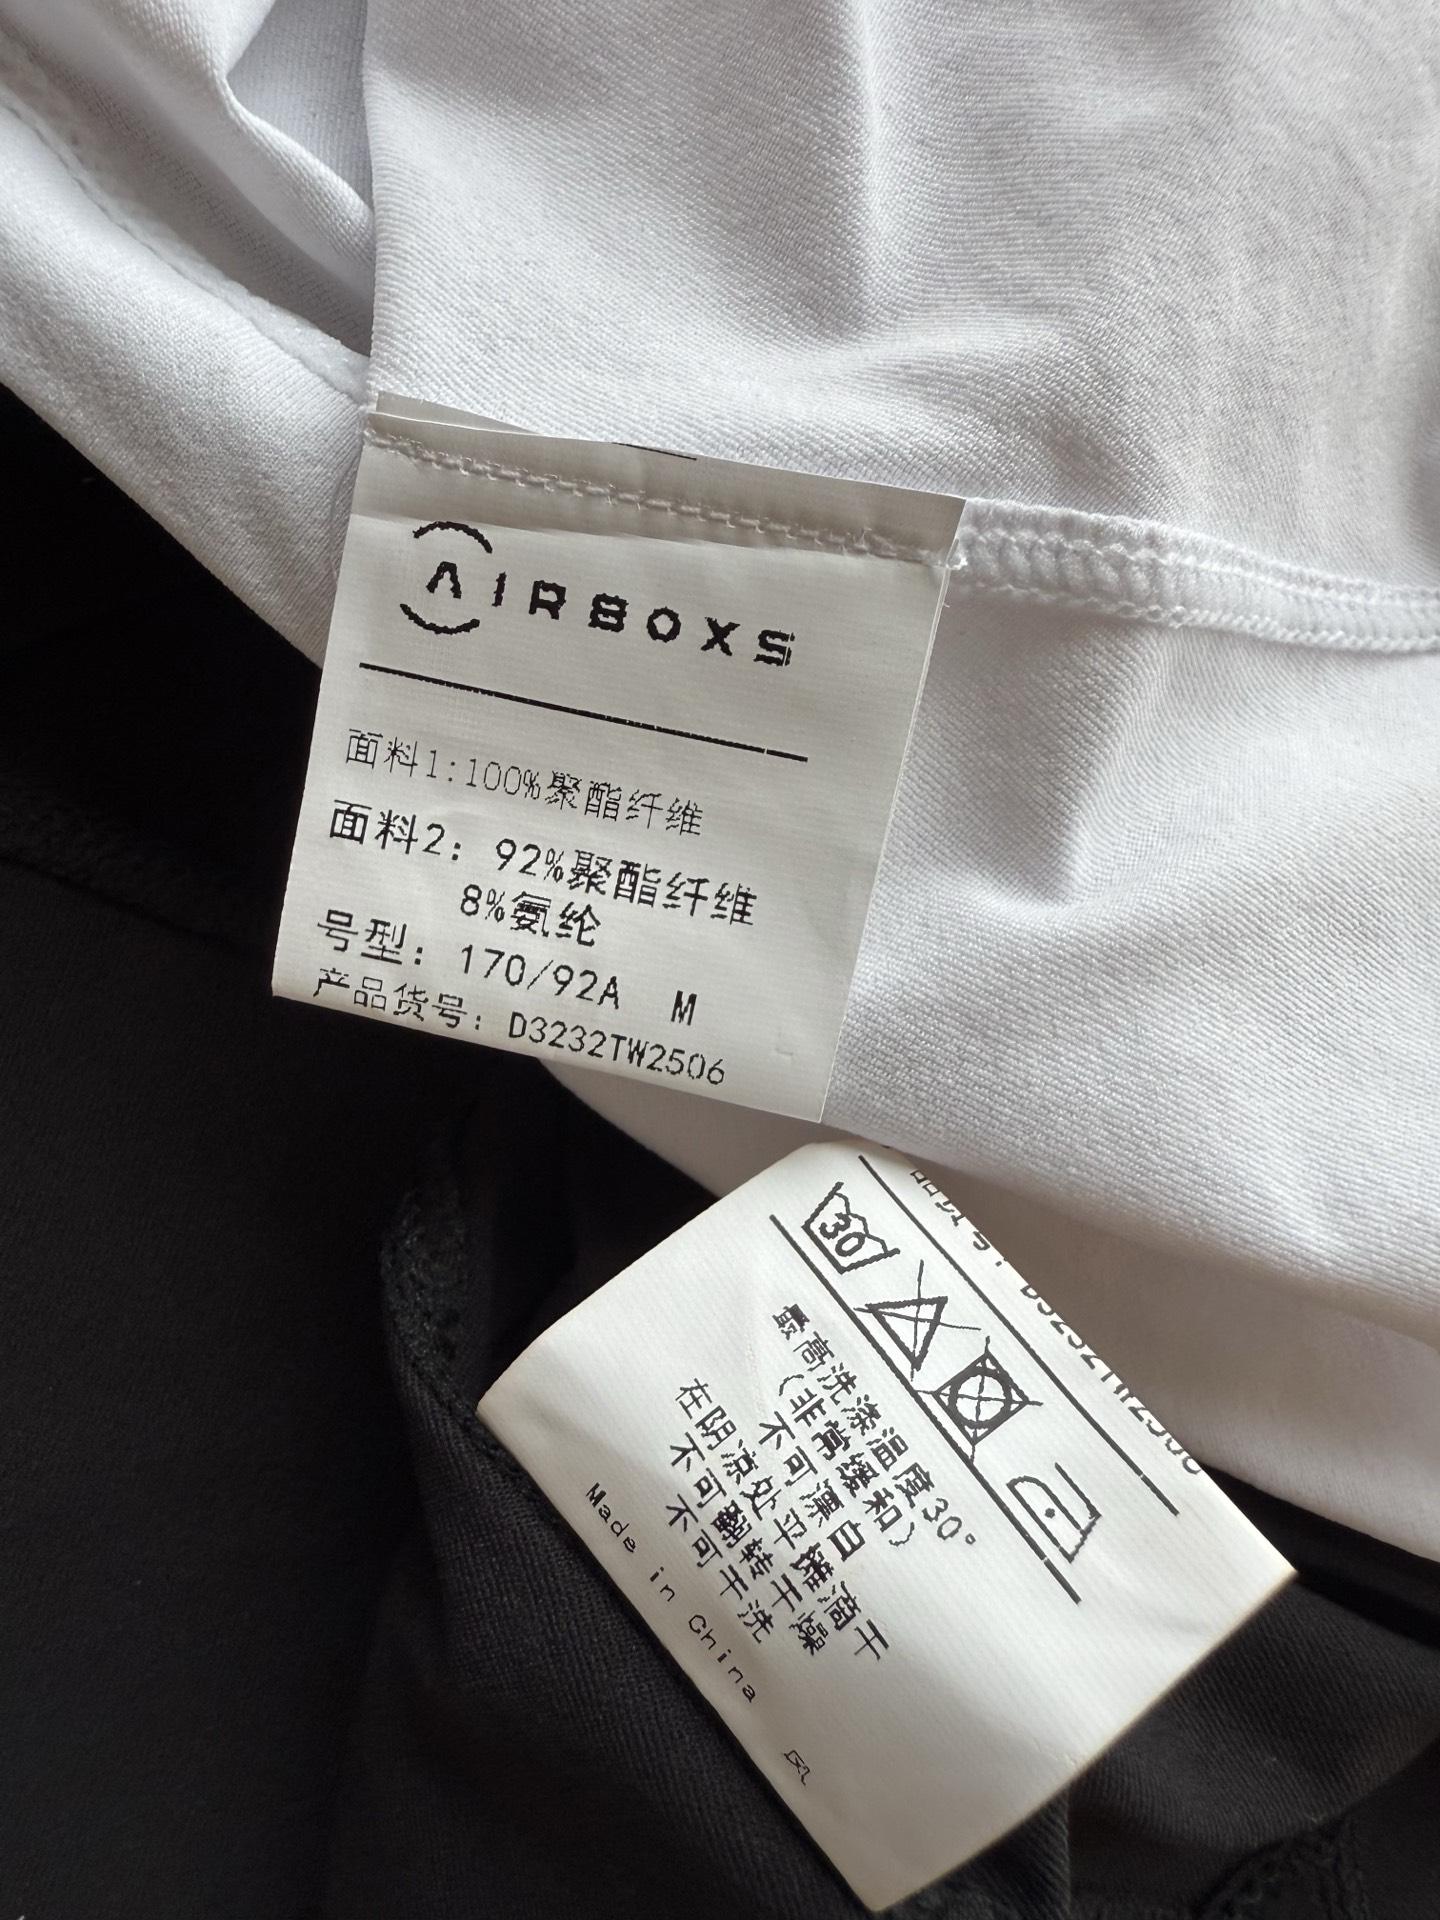 AIRBOXS
面料1:100%聚酯纤维
面料2: 92%聚酯纤维
8%氨纶
号型: 170/92A M
产品货号: D3232TW2506
30
最高洗涤温度30°
(非常缓和)
不可漂白
在阴凉处平摊滴干
不可翻转干燥
不可干洗
Made in China